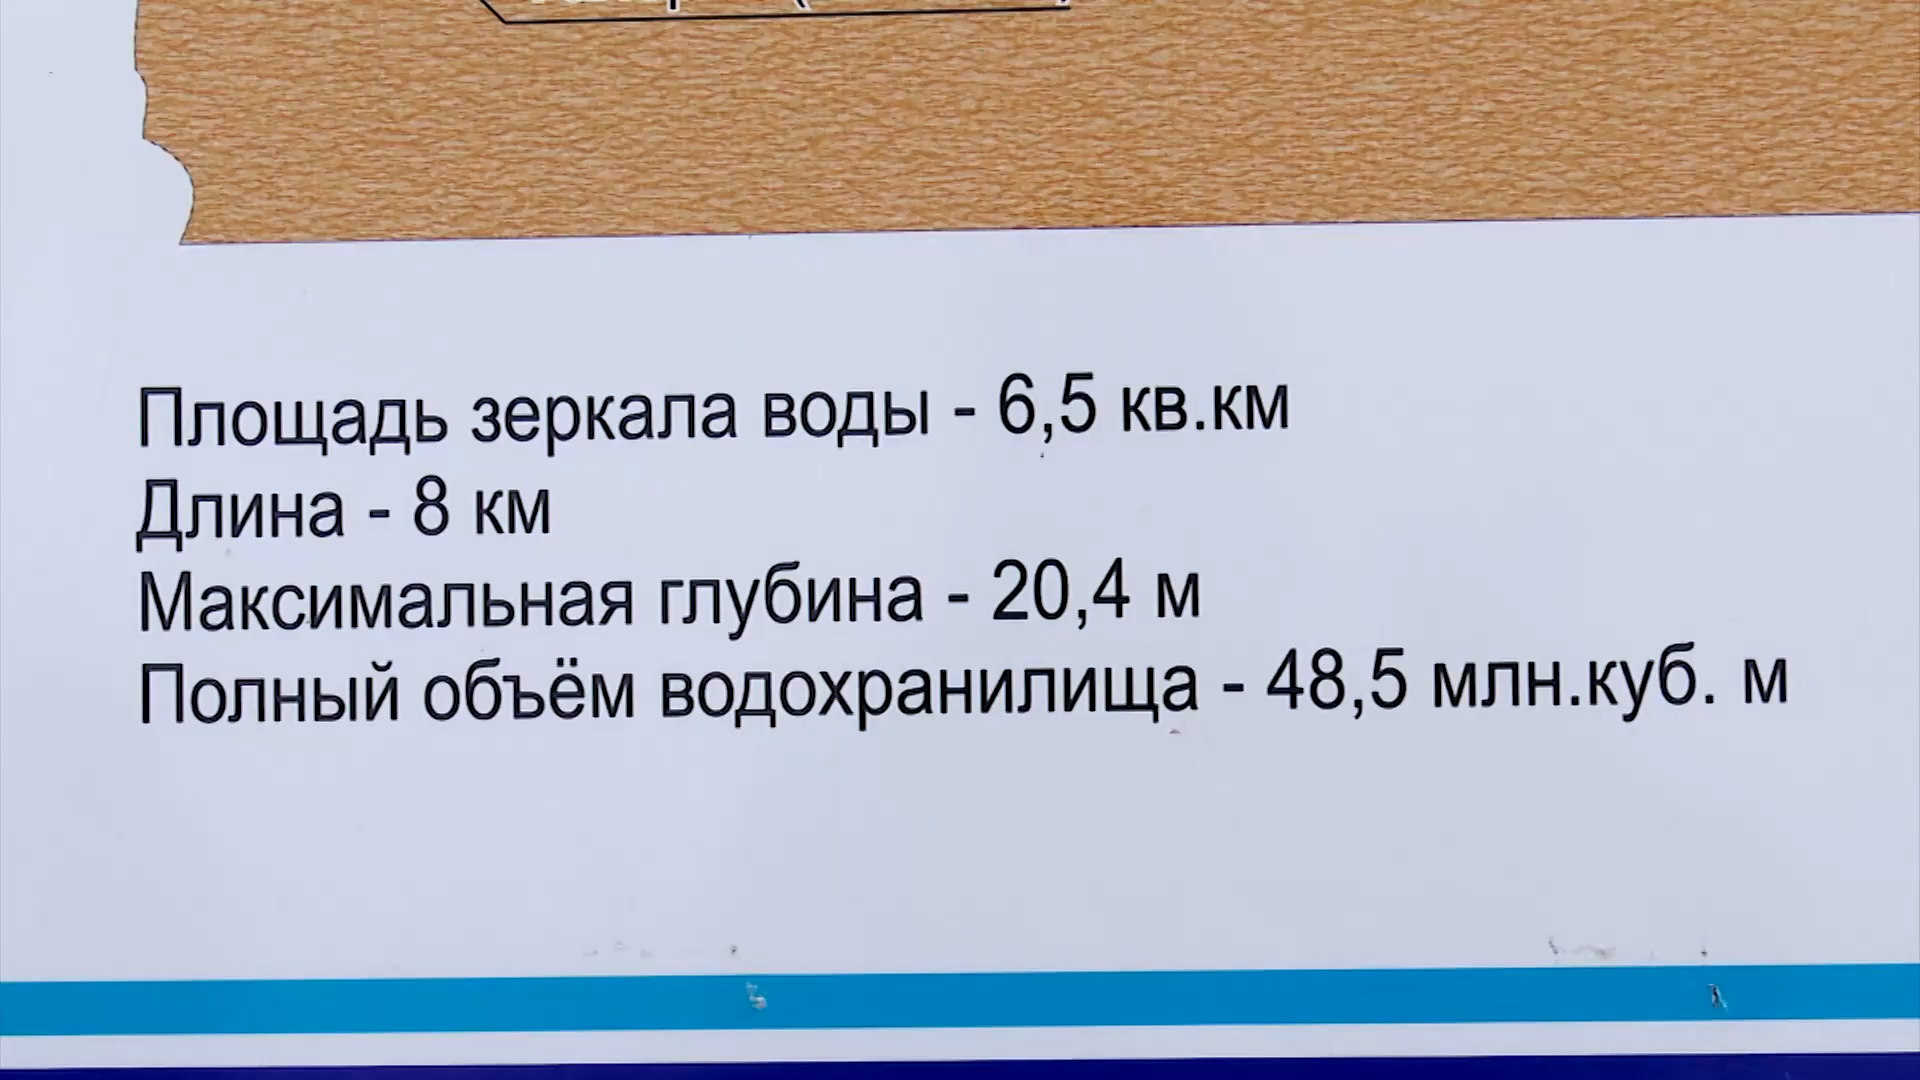 Площадь зеркала воды - 6,5 кв.км
Длина - 8 км
Максимальная глубина - 20,4 м
Полный объём водохранилища - 48,5 млн.куб. м